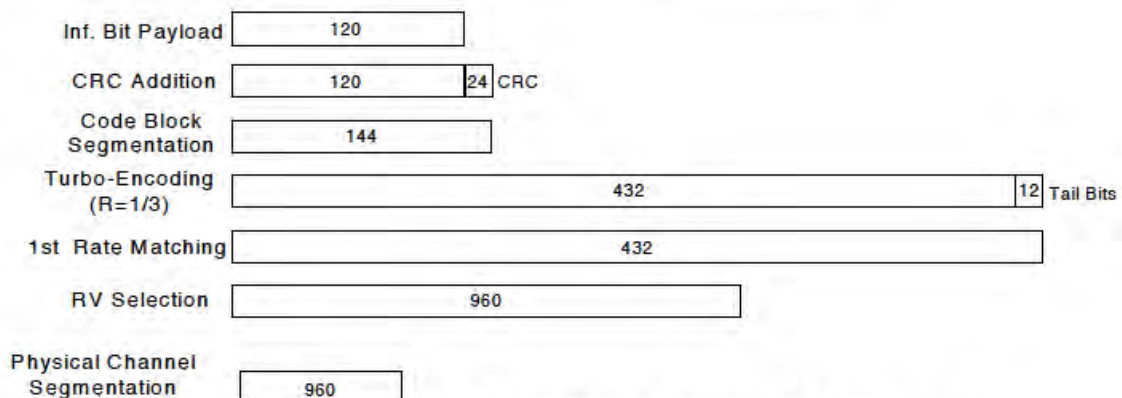 Inf. Bit Payload 120
CRC Addition 120 24 CRC
Code Block
Segmentation 144
Turbo-Encoding
(R=1/3) 432 12 Tail Bits
1st Rate Matching 432
RV Selection 960
Physical Channel
Segmentation 960